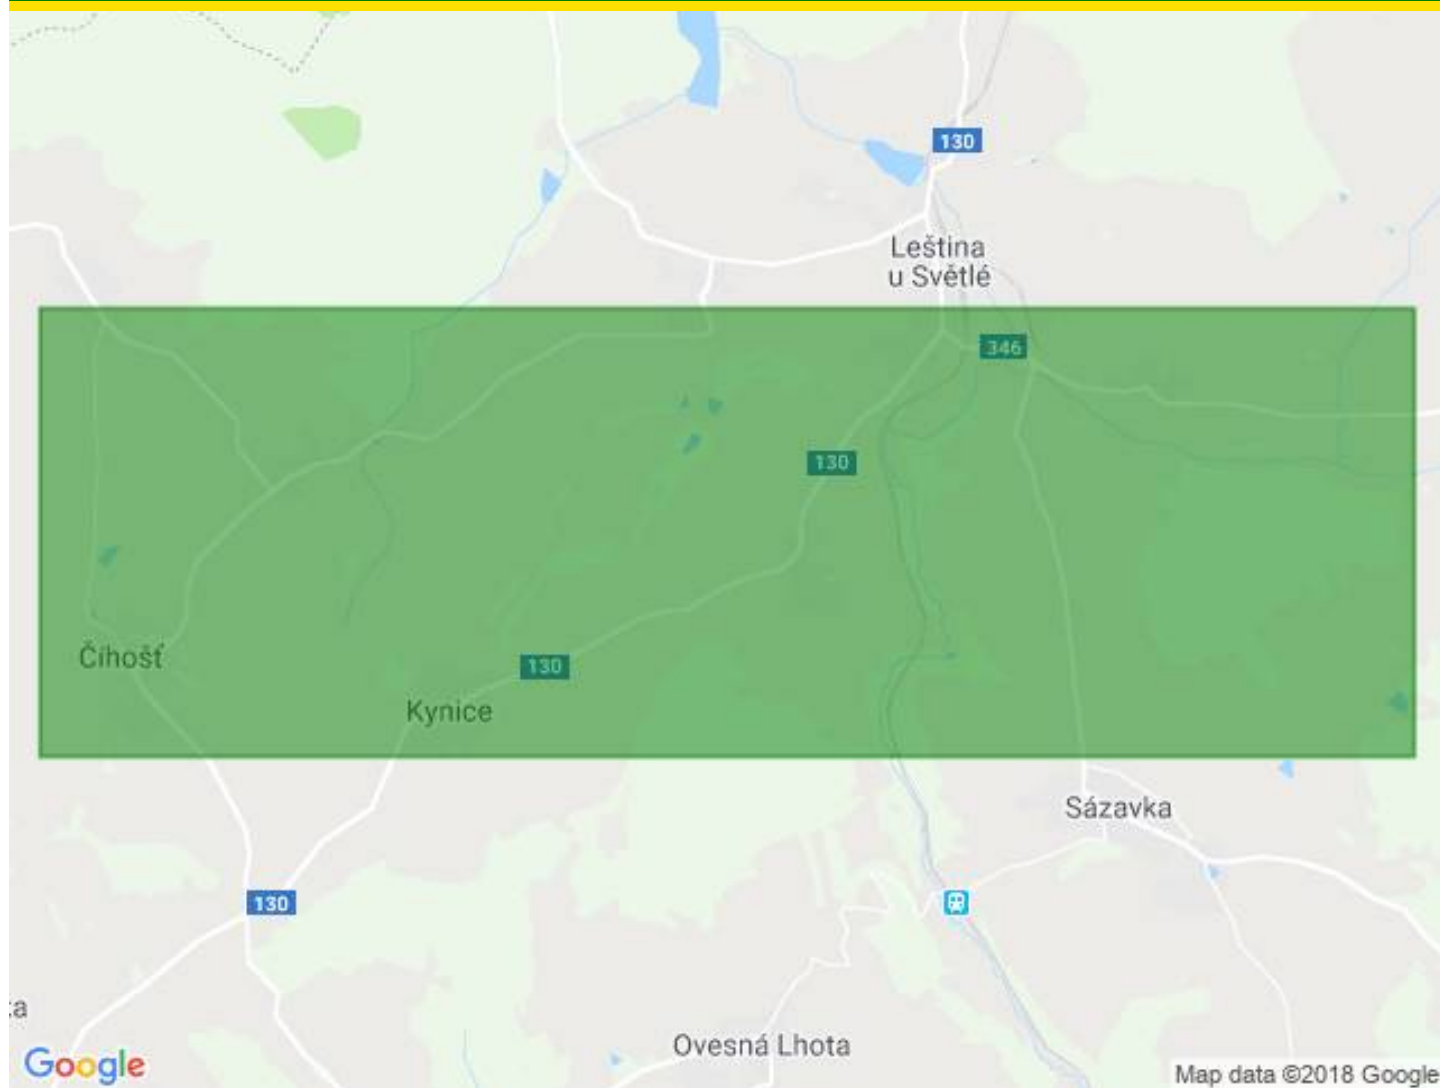 130
Leština
u Světlé
346
130
Číhošť
130
Kynice
Sázavka
130
:a
Ovesná Lhota
Google
Map data ©2018 Google